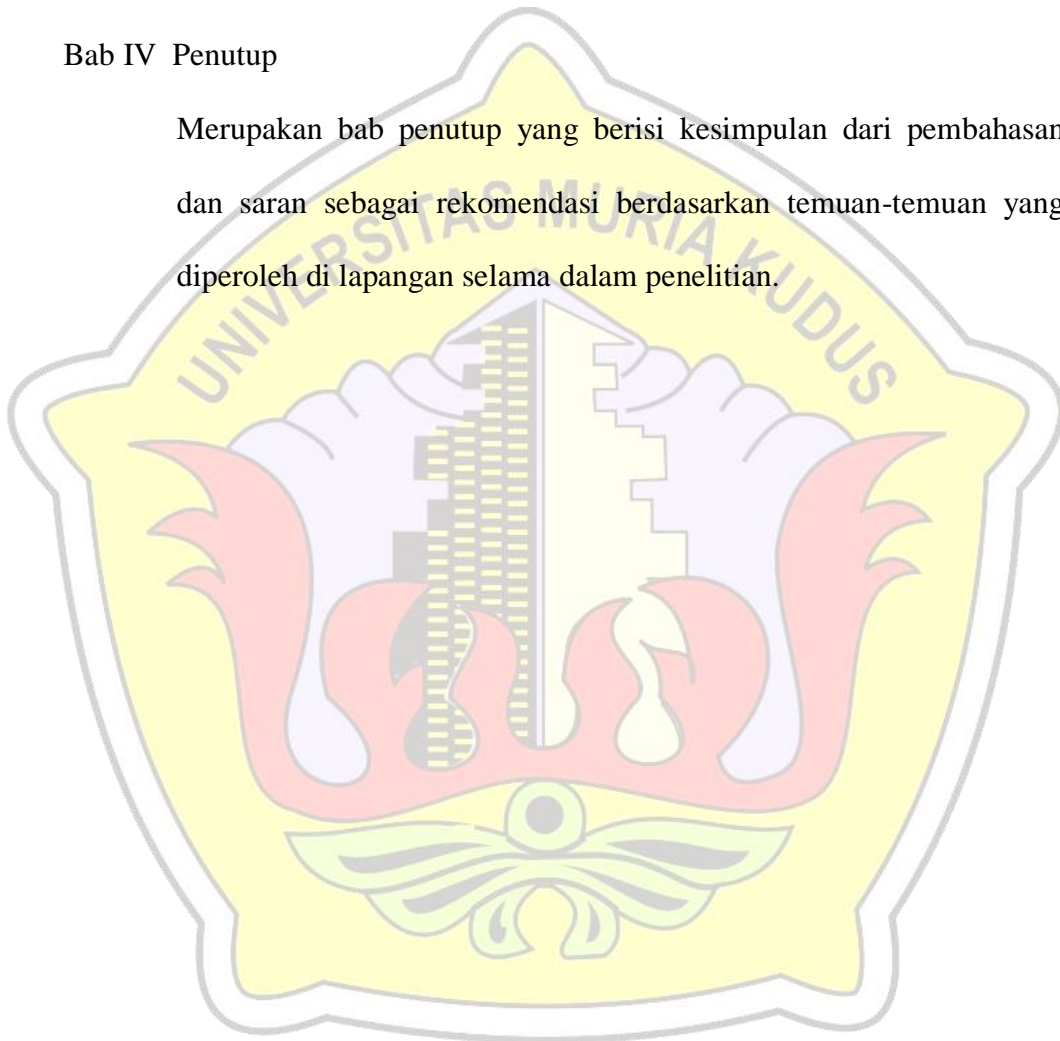 Bab IV Penutup
Merupakan bab penutup yang berisi kesimpulan dari pembahasan
dan saran sebagai rekomendasi berdasarkan temuan-temuan yang
diperoleh di lapangan selama dalam penelitian.
UNIVERSITAS MURIA KUDUS